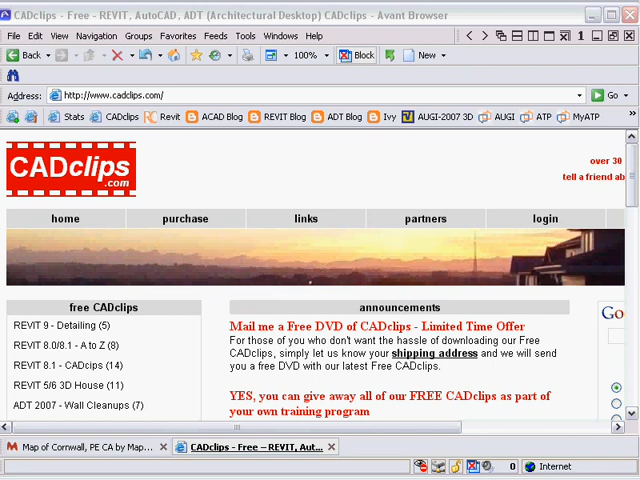 CADclips - Free - REVIT, AutoCAD, ADT (Architectural Desktop) CADclips - Avant Browser
File Edit View Navigation Groups Favorites Feeds Tools Windows Help 1
Back 100% Block New
Address: http://www.cadclips.com/ Go
Stats CADclips Revit ACAD Blog REVIT Blog ADT Blog Ivy AUGI-2007 3D AUGI ATP MyATP
CADclips
.com
over 30
tell a friend ab
home purchase links partners login
free CADclips
REVIT 9 - Detailing (5)
REVIT 8.0/8.1 - A to Z (8)
REVIT 8.1 - CADcips (14)
REVIT 5/6 3D House (11)
ADT 2007 - Wall Cleanups (7)
announcements
Mail me a Free DVD of CADclips - Limited Time Offer
For those of you who don't want the hassle of downloading our Free
CADclips, simply let us know your shipping address and we will send
you a free DVD with our latest Free CADclips.
YES, you can give away all of our FREE CADclips as part of
your own training program
Go
Map of Cornwall, PE CA by Map... CADclips - Free -- REVIT, Aut...
0 Internet